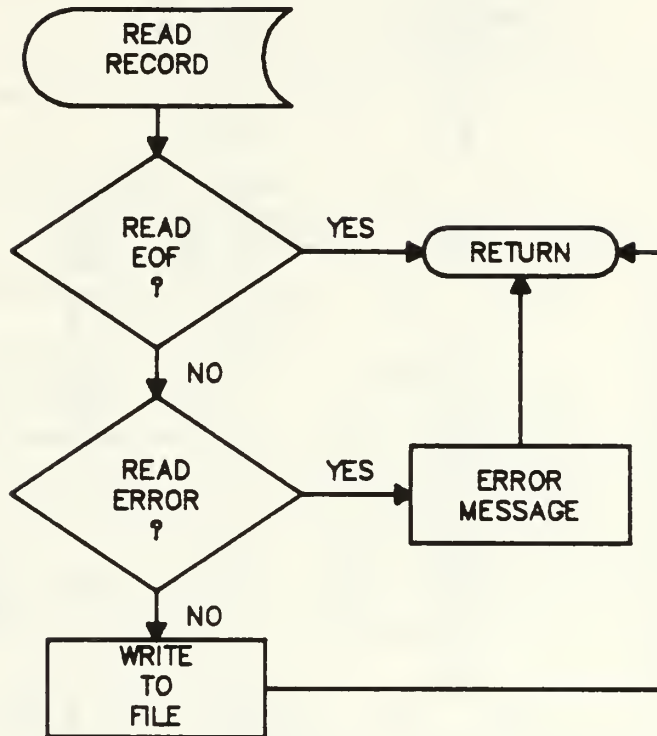 READ
RECORD
READ
EOF
?
YES
RETURN
NO
READ
ERROR
?
YES
ERROR
MESSAGE
NO
WRITE
TO
FILE